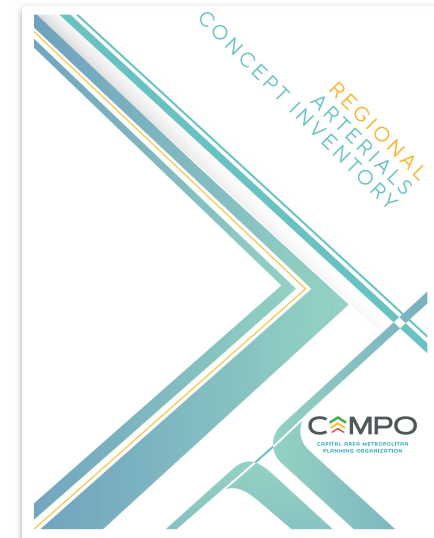 REGIONAL
ARTERIALS
CONCEPT INVENTORY
CAMPO
CAPITAL AREA METROPOLITAN
PLANNING ORGANIZATION